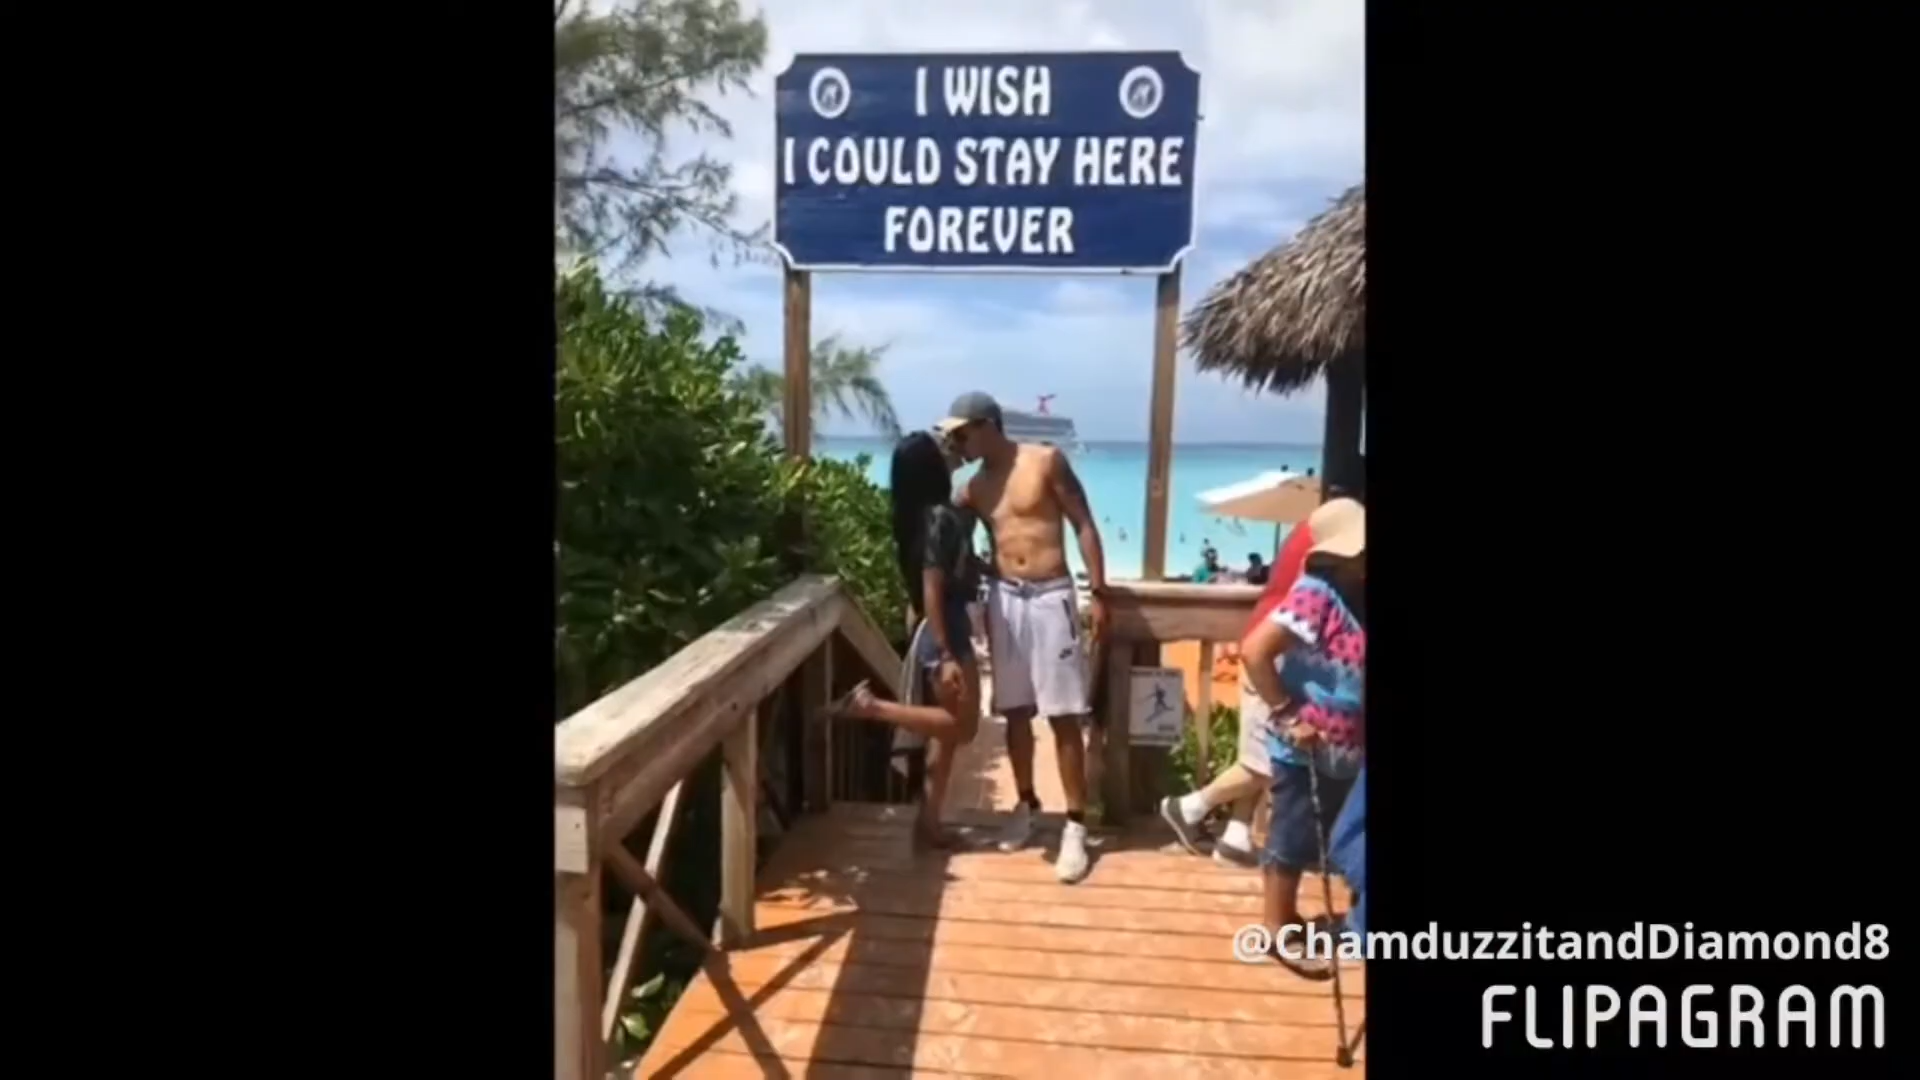 I WISH
I COULD STAY HERE
FOREVER
@ChamduzzitandDiamond8
FLIPAGRAM